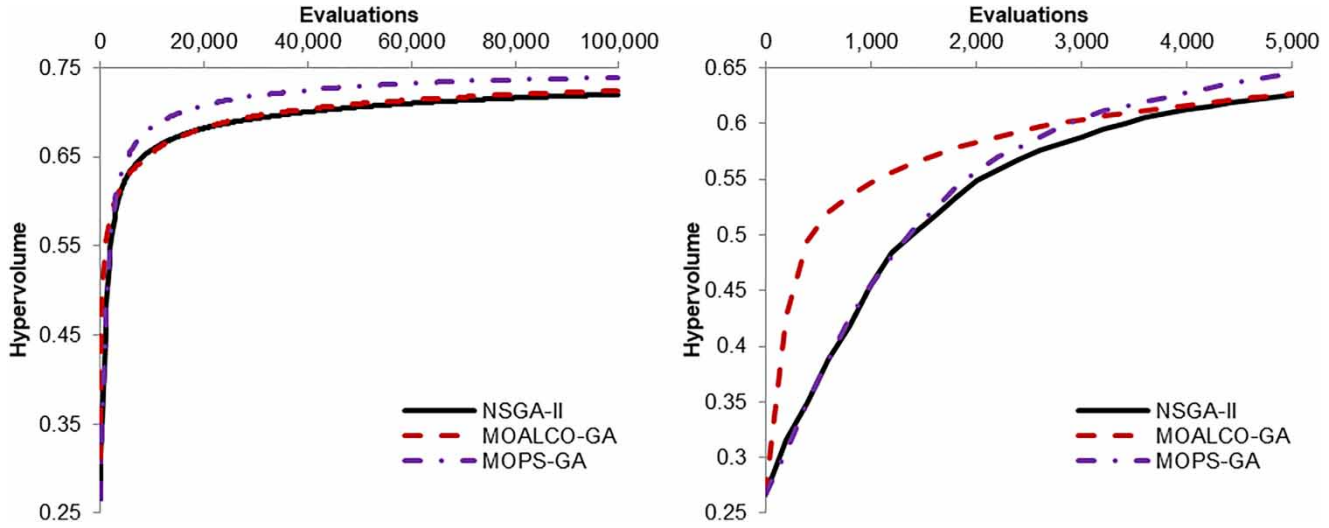 Evaluations
0 20,000 40,000 60,000 80,000 100,000
0.75
0.65
0.55
0.45
0.35
0.25
Hypervolume
NSGA-II
MOALCO-GA
MOPS-GA
Evaluations
0 1,000 2,000 3,000 4,000 5,000
0.65
0.6
0.55
0.5
0.45
0.4
0.35
0.3
0.25
Hypervolume
NSGA-II
MOALCO-GA
MOPS-GA